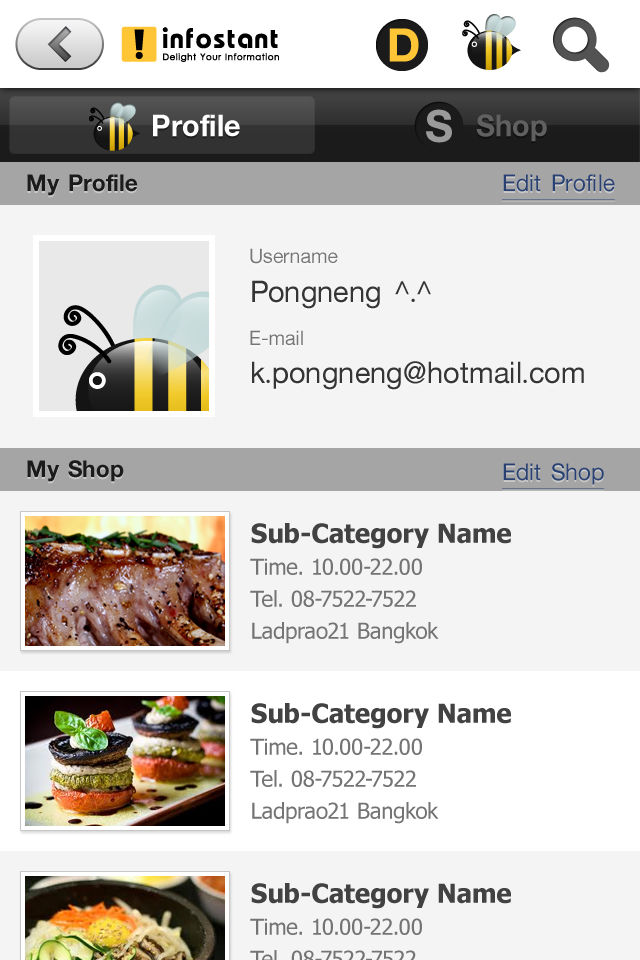 infostant
Delight Your Information
D
Profile
S Shop
My Profile
Edit Profile
Username
Pongneng ^.^
E-mail
k.pongneng@hotmail.com
My Shop
Edit Shop
Sub-Category Name
Time. 10.00-22.00
Tel. 08-7522-7522
Ladprao21 Bangkok
Sub-Category Name
Time. 10.00-22.00
Tel. 08-7522-7522
Ladprao21 Bangkok
Sub-Category Name
Time. 10.00-22.00
Tel. 08-7522-7522